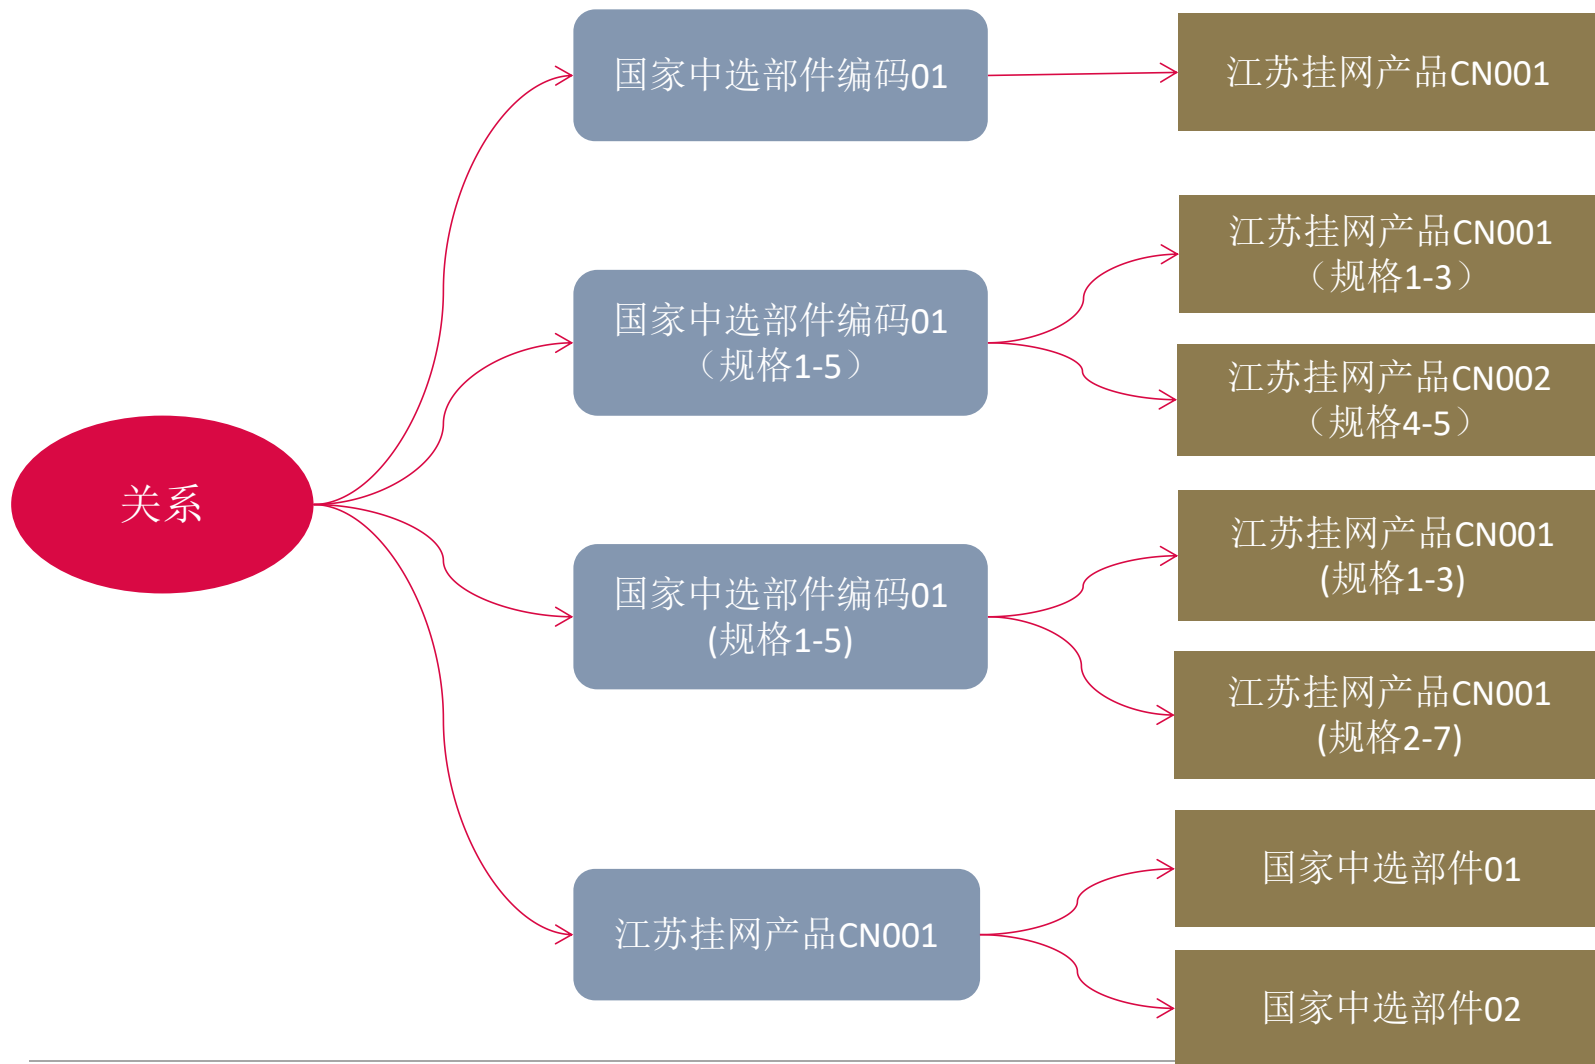 关系
国家中选部件编码01
江苏挂网产品CN001
国家中选部件编码01
（规格1-5）
江苏挂网产品CN001
（规格1-3）
江苏挂网产品CN002
（规格4-5）
国家中选部件编码01
(规格1-5)
江苏挂网产品CN001
(规格1-3)
江苏挂网产品CN001
(规格2-7)
江苏挂网产品CN001
国家中选部件01
国家中选部件02